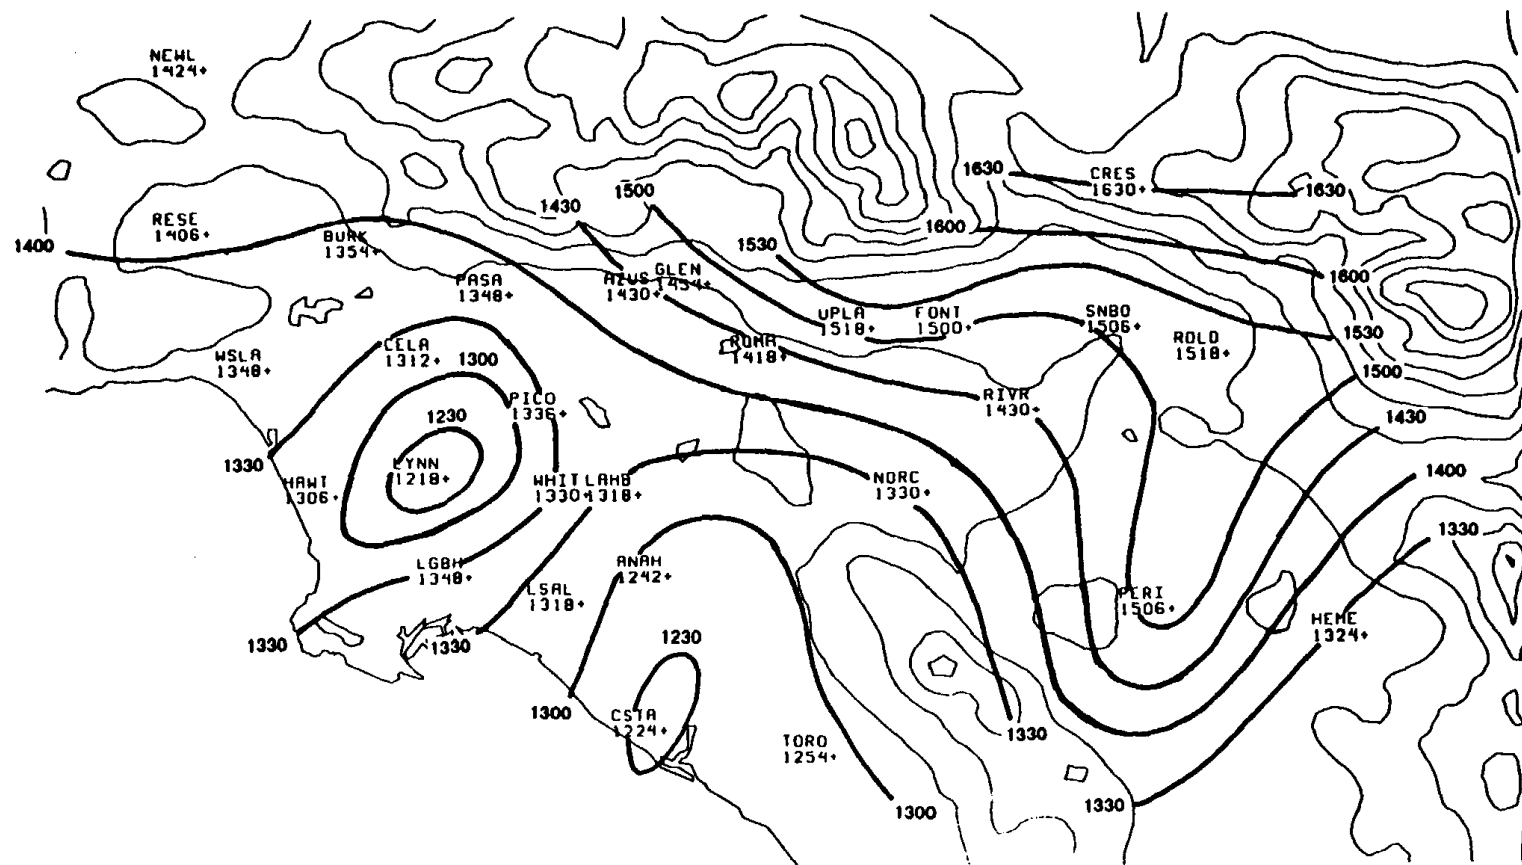 NEWL
1424+
1630
CRES
1630+
1630
1500
1430
RESE
1406+
1600
BURK
1354+
1400
1530
GLEN
1454+
AZUS
1430+
PASA
1348+
1600
UPLA
1518+
FONT
1500+
SNBO
1506+
1530
ROLD
1518+
ROMA
1418+
CELA
1312+
1300
WSLA
1348+
1500
PICO
1336+
RIVR
1430+
1230
1430
1330
LYNN
1218+
1400
HAWT
1306+
WHIT
1330+
LAHB
1318+
NORC
1330+
1330
LGBH
1348+
ANAH
1242+
LSAL
1318+
PERI
1506+
HEME
1324+
1330
1330
1230
1300
CSTA
1224+
1330
TORO
1254+
1300
1330